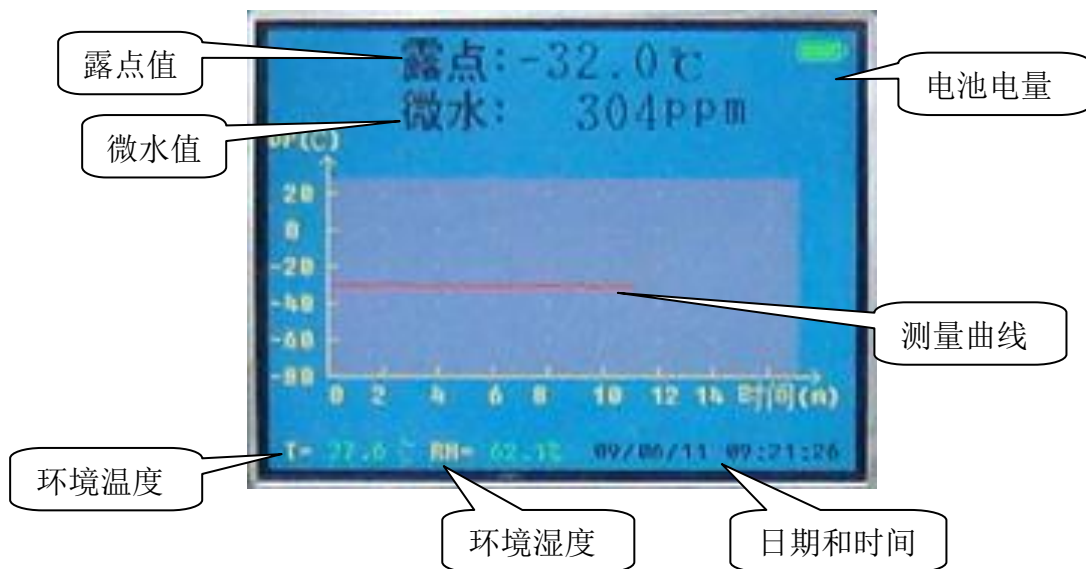 露点值
露点:-32.0℃
电池电量
微水值
微水: 304ppm
DP(C)
20
0
-20
-40
-60
-80
测量曲线
0 2 4 6 8 10 12 14 时间(m)
T= 27.6℃ RH= 62.1% 09/06/11 09:21:26
环境温度
环境湿度
日期和时间